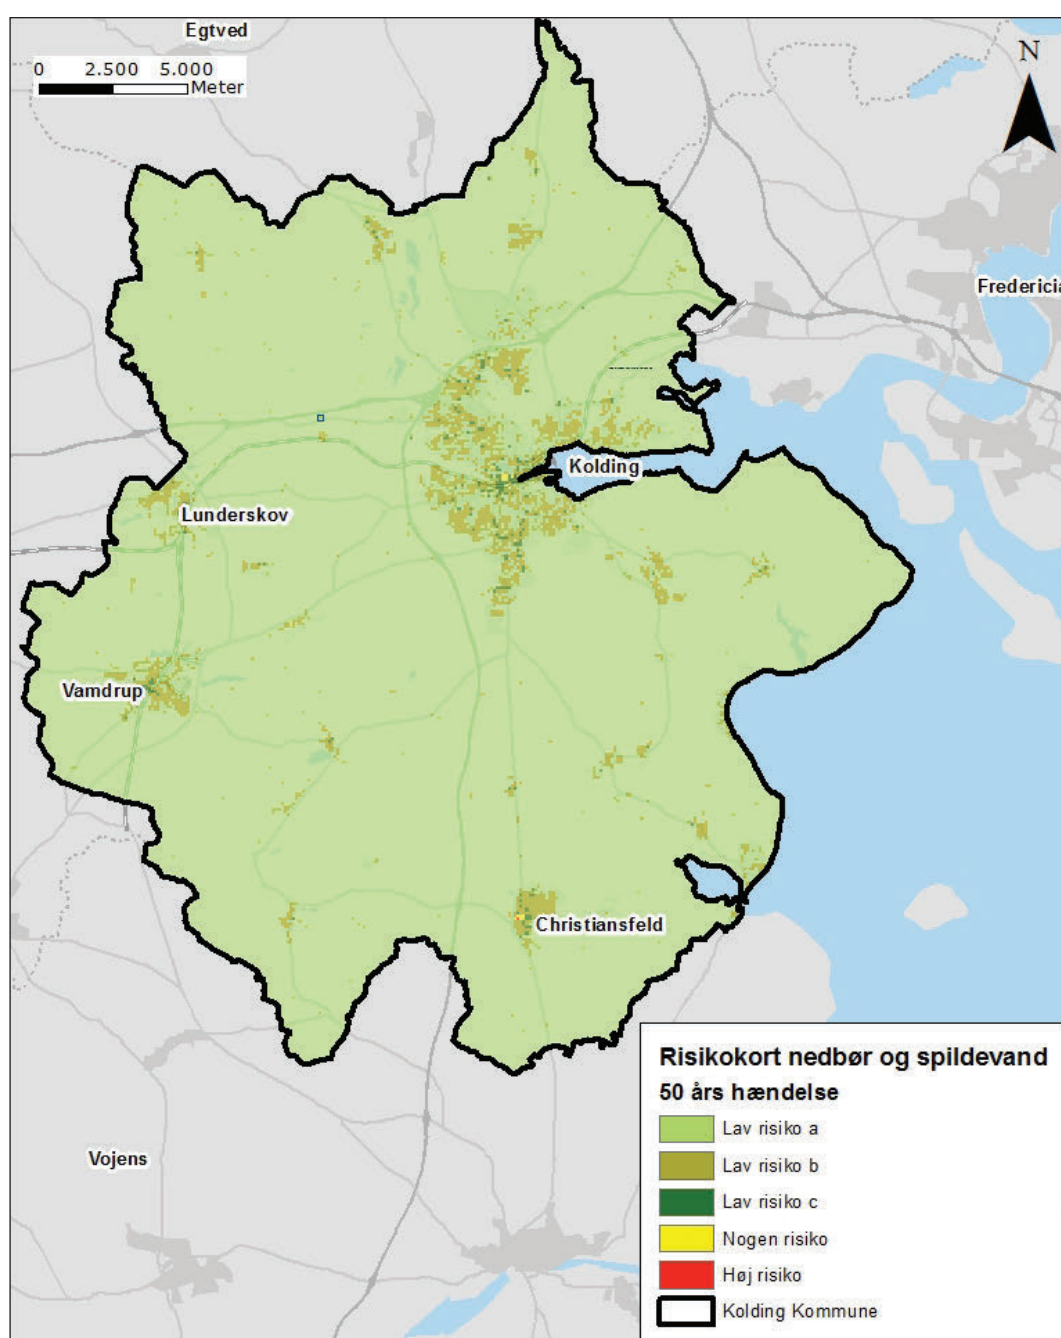 Egtved
0 2.500 5.000
Meter
N
Fredericia
Kolding
Lunderskov
Vamdrup
Christiansfeld
Vojens
Risikokort nedbør og spildevand
50 års hændelse
Lav risiko a
Lav risiko b
Lav risiko c
Nogen risiko
Høj risiko
Kolding Kommune